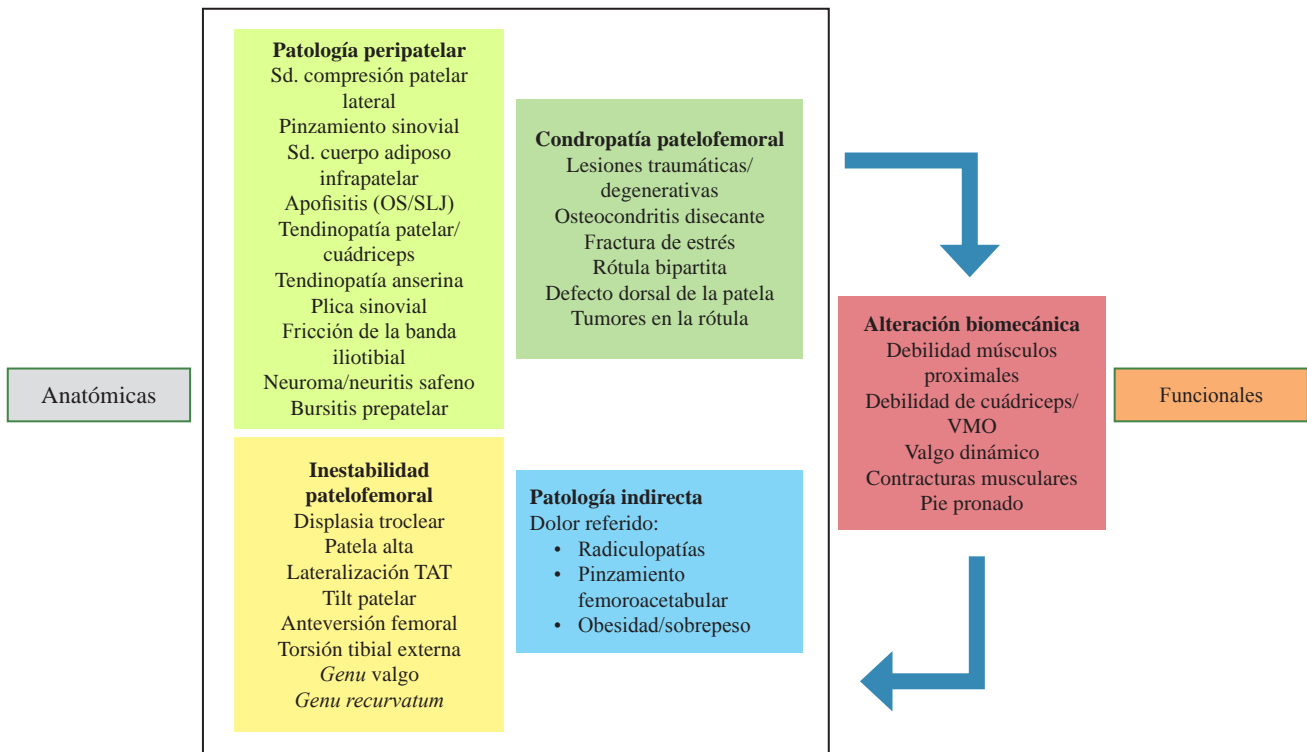 Anatómicas
Patología peripatelar
Sd. compresión patelar
lateral
Pinzamiento sinovial
Sd. cuerpo adiposo
infrapatelar
Apofisitis (OS/SLJ)
Tendinopatía patelar/
cuádriceps
Tendinopatía anserina
Plica sinovial
Fricción de la banda
iliotibial
Neuroma/neuritis safeno
Bursitis prepatelar
Condropatía patelofemoral
Lesiones traumáticas/
degenerativas
Osteocondritis disecante
Fractura de estrés
Rótula bipartita
Defecto dorsal de la patela
Tumores en la rótula
Inestabilidad
patelofemoral
Displasia troclear
Patela alta
Lateralización TAT
Tilt patelar
Anteversión femoral
Torsión tibial externa
Genu valgo
Genu recurvatum
Patología indirecta
Dolor referido:
• Radiculopatías
• Pinzamiento
femoroacetabular
• Obesidad/sobrepeso
Alteración biomecánica
Debilidad músculos
proximales
Debilidad de cuádriceps/
VMO
Valgo dinámico
Contracturas musculares
Pie pronado
Funcionales